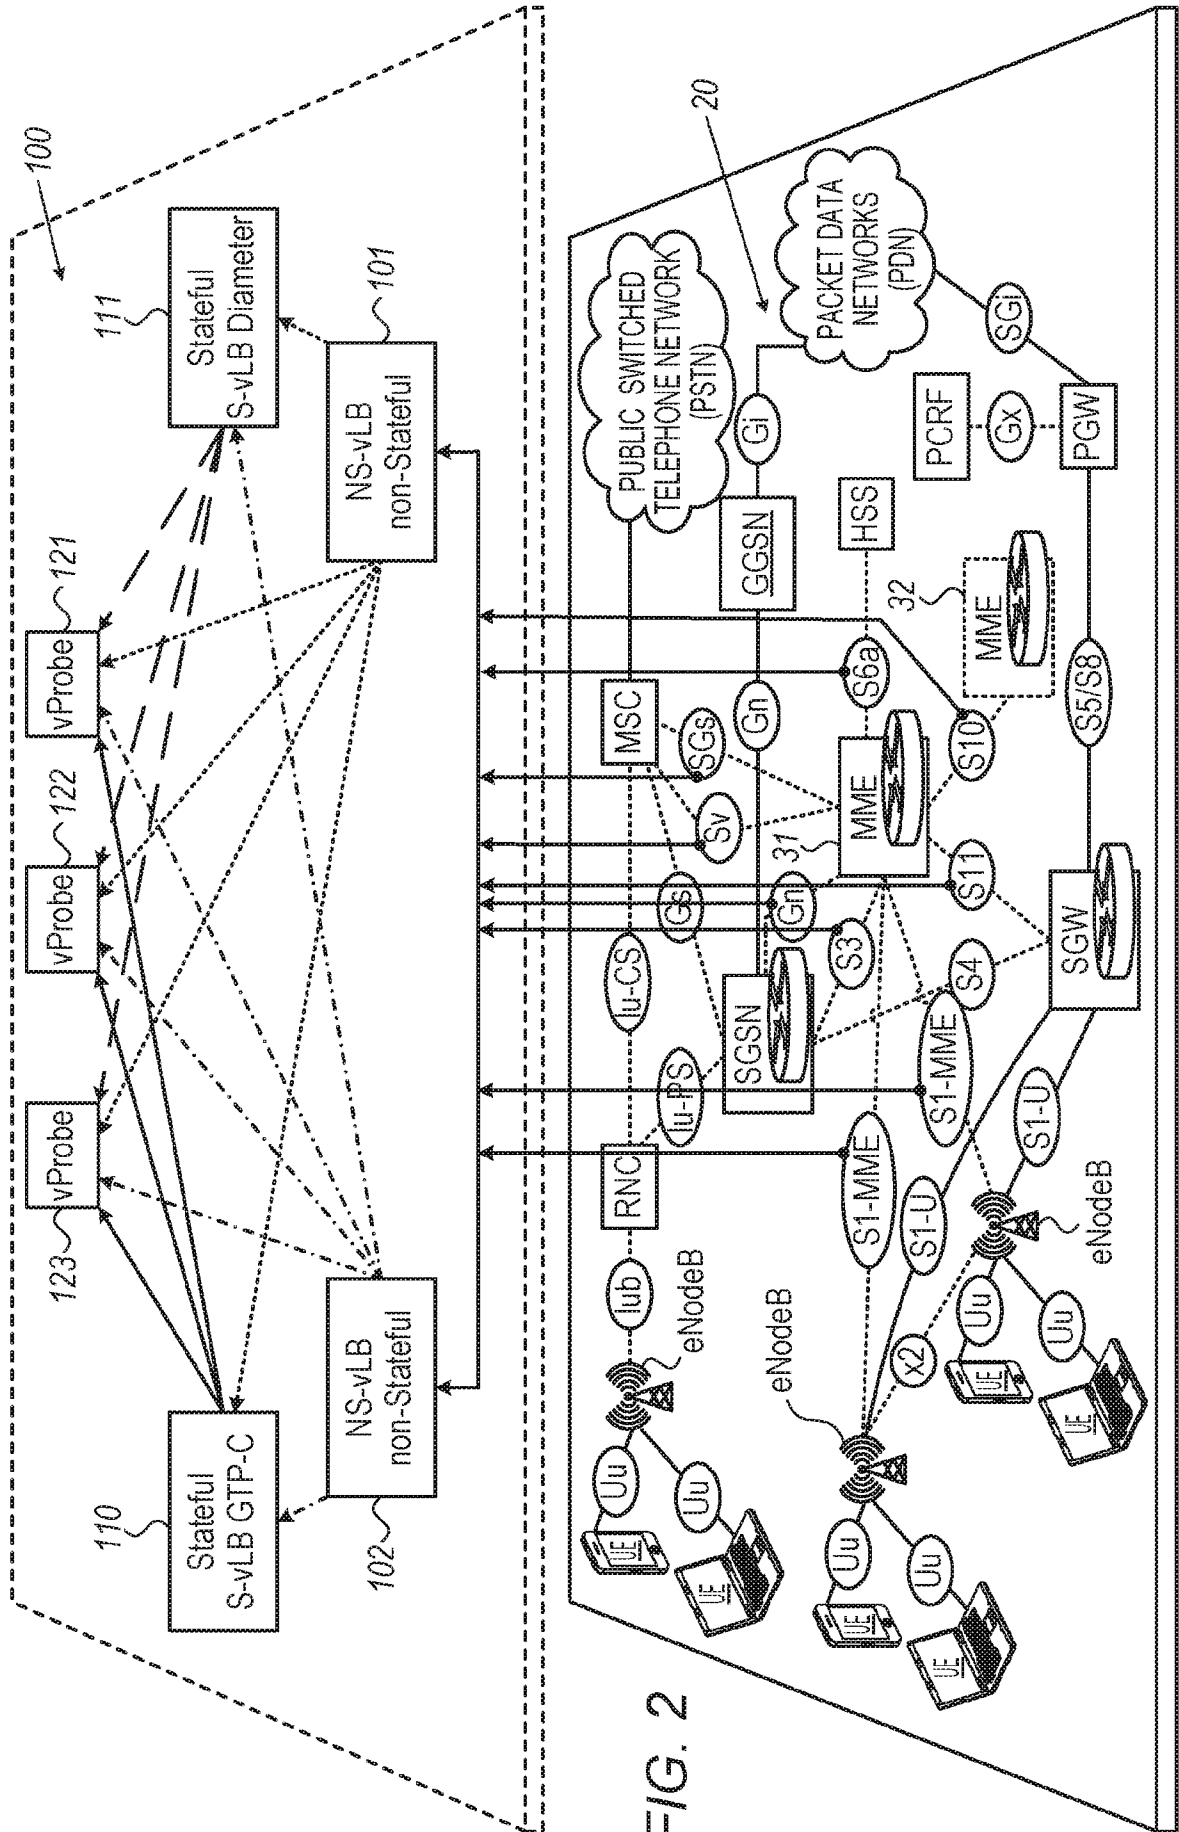 100
110
Stateful
S-vLB GTP-C
123
vProbe
vProbe
122
vProbe
121
111
Stateful
S-vLB Diameter
102
NS-vLB
non-Stateful
NS-vLB
non-Stateful
101
20
PUBLIC SWITCHED
TELEPHONE NETWORK
(PSTN)
PACKET DATA
NETWORKS
(PDN)
UE
UE
Uu
Uu
eNodeB
Iub
RNC
Iu-CS
Iu-PS
Gs
MSC
SGs
Sv
Gn
Gi
GGSN
SGSN
Gn
S3
31
MME
S6a
HSS
32
MME
S10
S11
S4
S1-MME
S1-MME
eNodeB
UE
UE
Uu
Uu
x2
S1-U
S1-U
eNodeB
UE
UE
Uu
Uu
SGW
S5/S8
PGW
Gx
PCRF
SGi
FIG. 2